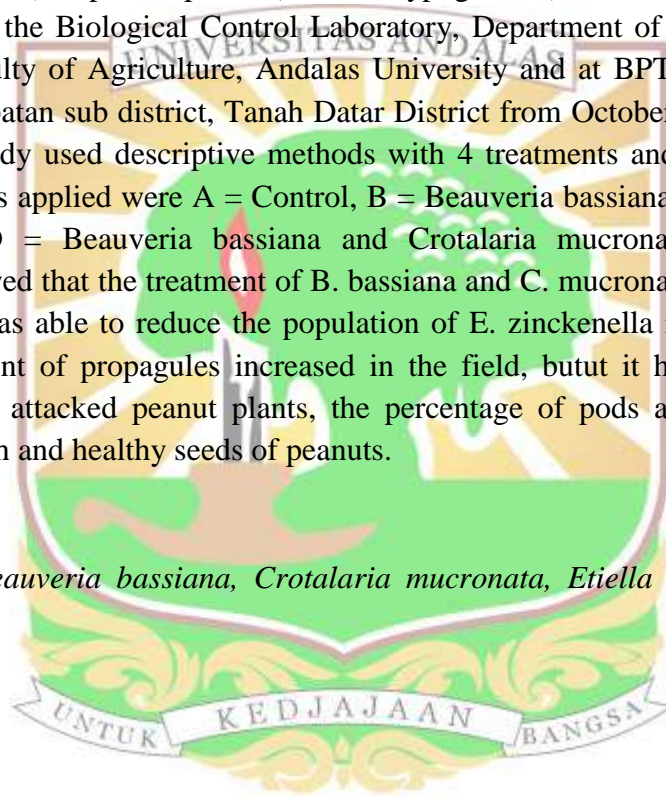 the Biological Control Laboratory, Department of
UNIVERSITAS ANDALAS
ulty of Agriculture, Andalas University and at BPT
atan sub district, Tanah Datar District from October
dy used descriptive methods with 4 treatments and
s applied were A = Control, B = Beauveria bassiana
= Beauveria bassiana and Crotalaria mucrona
ved that the treatment of B. bassiana and C. mucrona
as able to reduce the population of E. zinckenella
nt of propagules increased in the field, butut it h
attacked peanut plants, the percentage of pods a
n and healthy seeds of peanuts.
eauveria bassiana, Crotalaria mucronata, Etiella
UNTUK KEDJAJAAN BANGSA